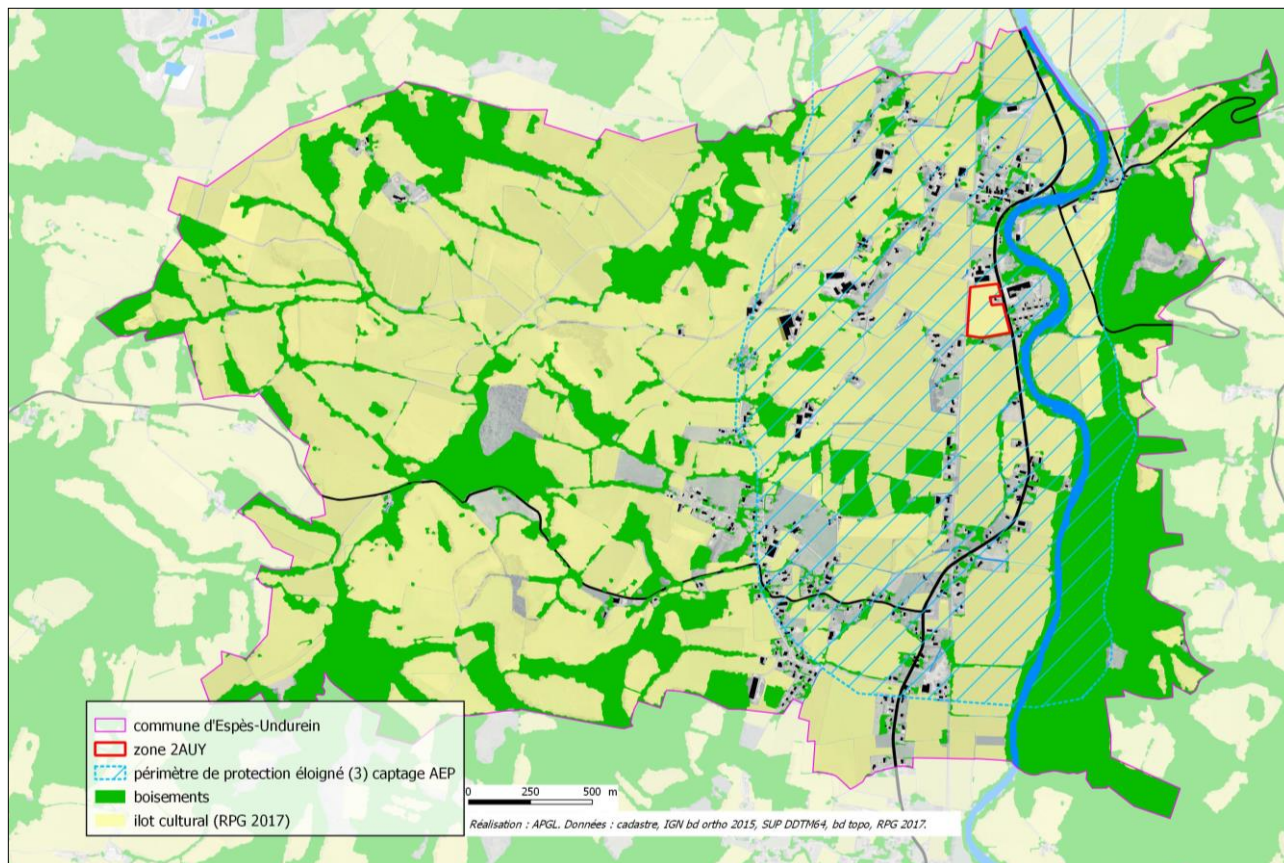 commune d'Espès-Undurein
zone 2AUY
périmètre de protection éloigné (3) captage AEP
boisements
ilot cultural (RPG 2017)
0 250 500 m
Réalisation : APGL. Données : cadastre, IGN bd ortho 2015, SUP DDTM64, bd topo, RPG 2017.